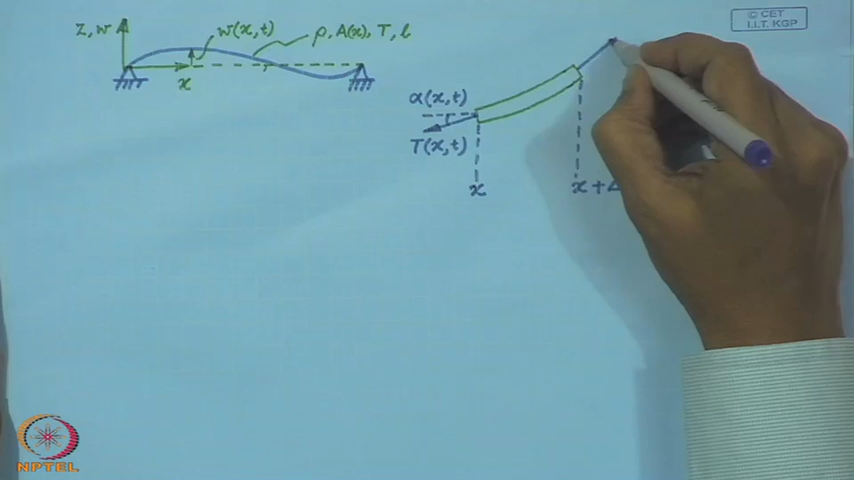 © CET
I.I.T. KGP
z, w
w(x,t)
ρ, A(x), T, l
x
α(x,t)
T(x,t)
x
x +
NPTEL